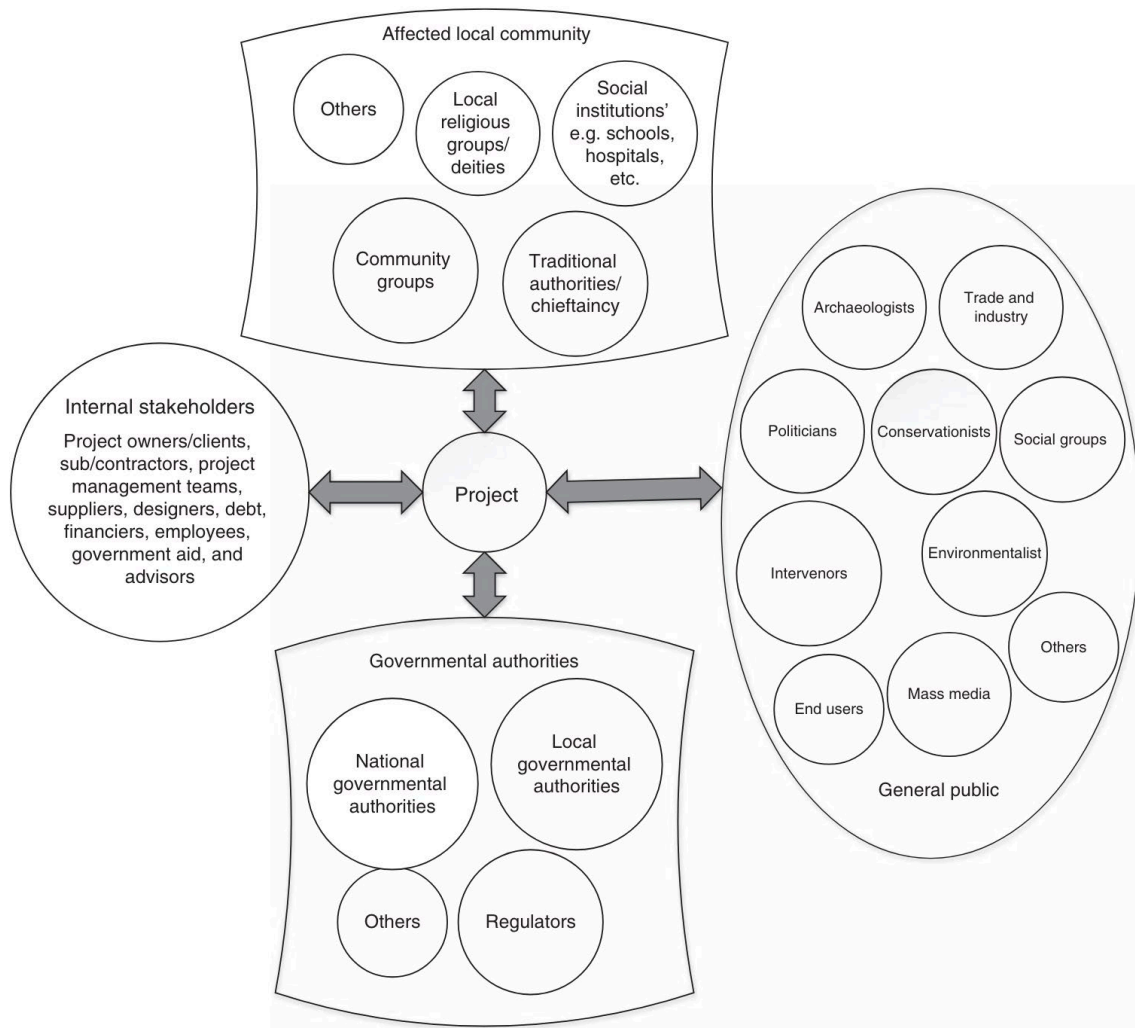 Affected local community
Others
Local
religious
groups/
deities
Social
institutions’
e.g. schools,
hospitals,
etc.
Community
groups
Traditional
authorities/
chieftaincy
Internal stakeholders
Project owners/clients,
sub/contractors, project
management teams,
suppliers, designers, debt,
financiers, employees,
government aid, and
advisors
Project
Archaeologists
Trade and
industry
Politicians
Conservationists
Social groups
Intervenors
Environmentalist
Others
End users
Mass media
General public
Governmental authorities
National
governmental
authorities
Local
governmental
authorities
Others
Regulators